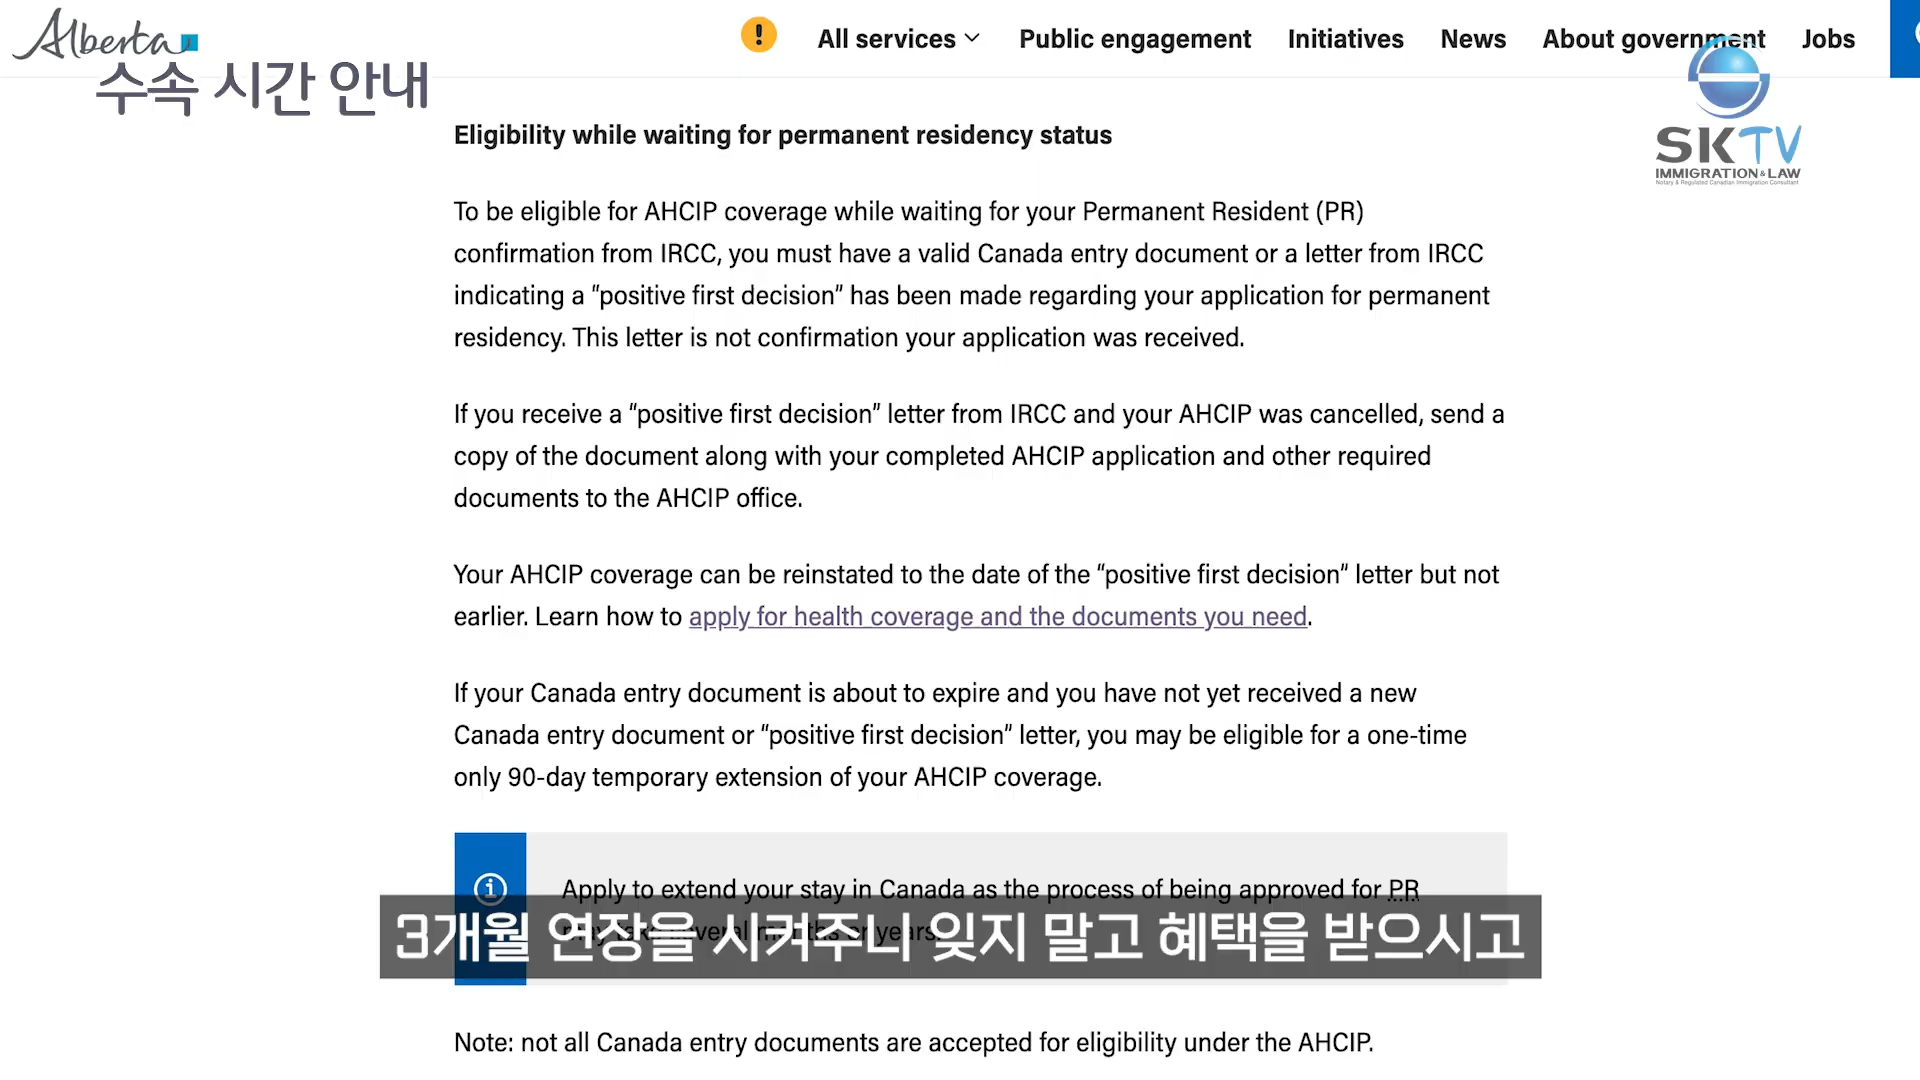 Alberta
! All services Public engagement Initiatives News About government Jobs
수속 시간 안내
SKTV
IMMIGRATION & LAW
Notary & Regulated Canadian Immigration Consultant
Eligibility while waiting for permanent residency status
To be eligible for AHCIP coverage while waiting for your Permanent Resident (PR)
confirmation from IRCC, you must have a valid Canada entry document or a letter from IRCC
indicating a “positive first decision” has been made regarding your application for permanent
residency. This letter is not confirmation your application was received.
If you receive a “positive first decision” letter from IRCC and your AHCIP was cancelled, send a
copy of the document along with your completed AHCIP application and other required
documents to the AHCIP office.
Your AHCIP coverage can be reinstated to the date of the “positive first decision” letter but not
earlier. Learn how to apply for health coverage and the documents you need.
If your Canada entry document is about to expire and you have not yet received a new
Canada entry document or “positive first decision” letter, you may be eligible for a one-time
only 90-day temporary extension of your AHCIP coverage.
Apply to extend your stay in Canada as the process of being approved for PR
3개월 연장을 시켜주니 잊지 말고 혜택을 받으시고
Note: not all Canada entry documents are accepted for eligibility under the AHCIP.